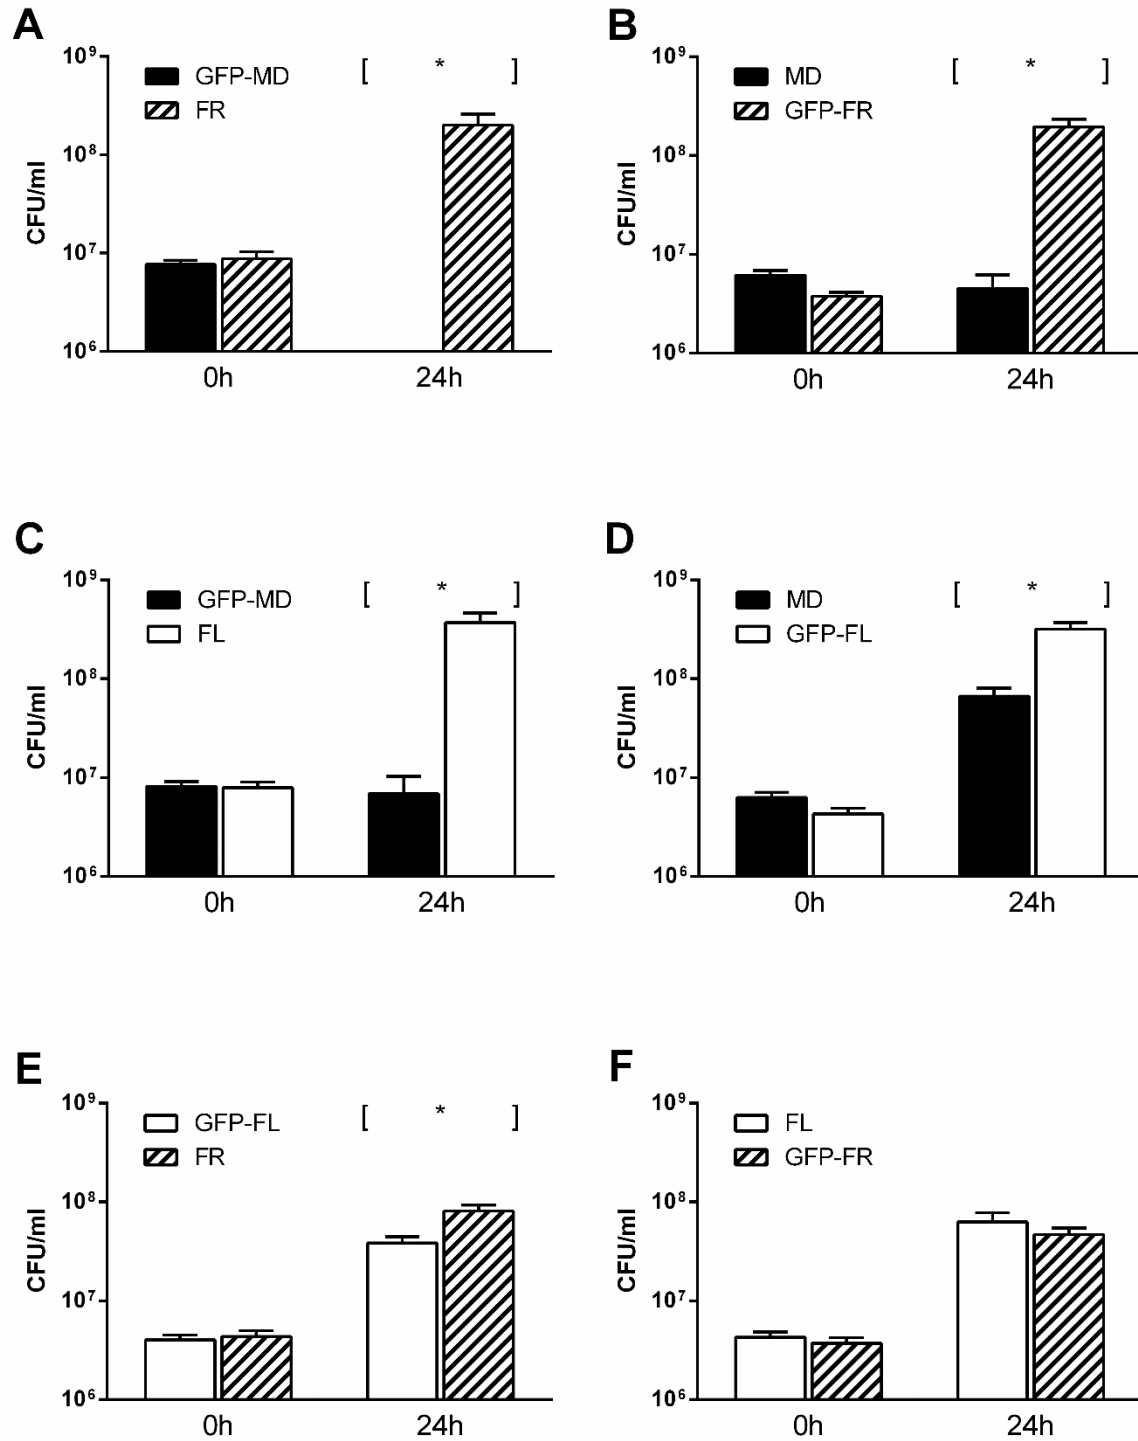 A
10⁹
10⁸
10⁷
10⁶
CFU/ml
GFP-MD
FR
[ * ]
0h 24h
B
10⁹
10⁸
10⁷
10⁶
CFU/ml
MD
GFP-FR
[ * ]
0h 24h
C
10⁹
10⁸
10⁷
10⁶
CFU/ml
GFP-MD
FL
[ * ]
0h 24h
D
10⁹
10⁸
10⁷
10⁶
CFU/ml
MD
GFP-FL
[ * ]
0h 24h
E
10⁹
10⁸
10⁷
10⁶
CFU/ml
GFP-FL
FR
[ * ]
0h 24h
F
10⁹
10⁸
10⁷
10⁶
CFU/ml
FL
GFP-FR
0h 24h